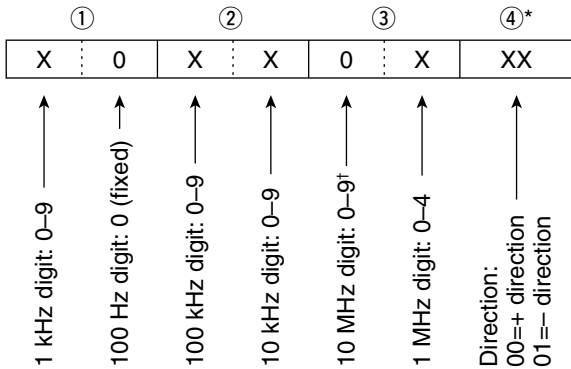 ① ② ③ ④*
X 0 X X 0 X XX
1 kHz digit: 0–9
100 Hz digit: 0 (fixed)
100 kHz digit: 0–9
10 kHz digit: 0–9
10 MHz digit: 0–9†
1 MHz digit: 0–4
Direction:
00=+ direction
01=– direction